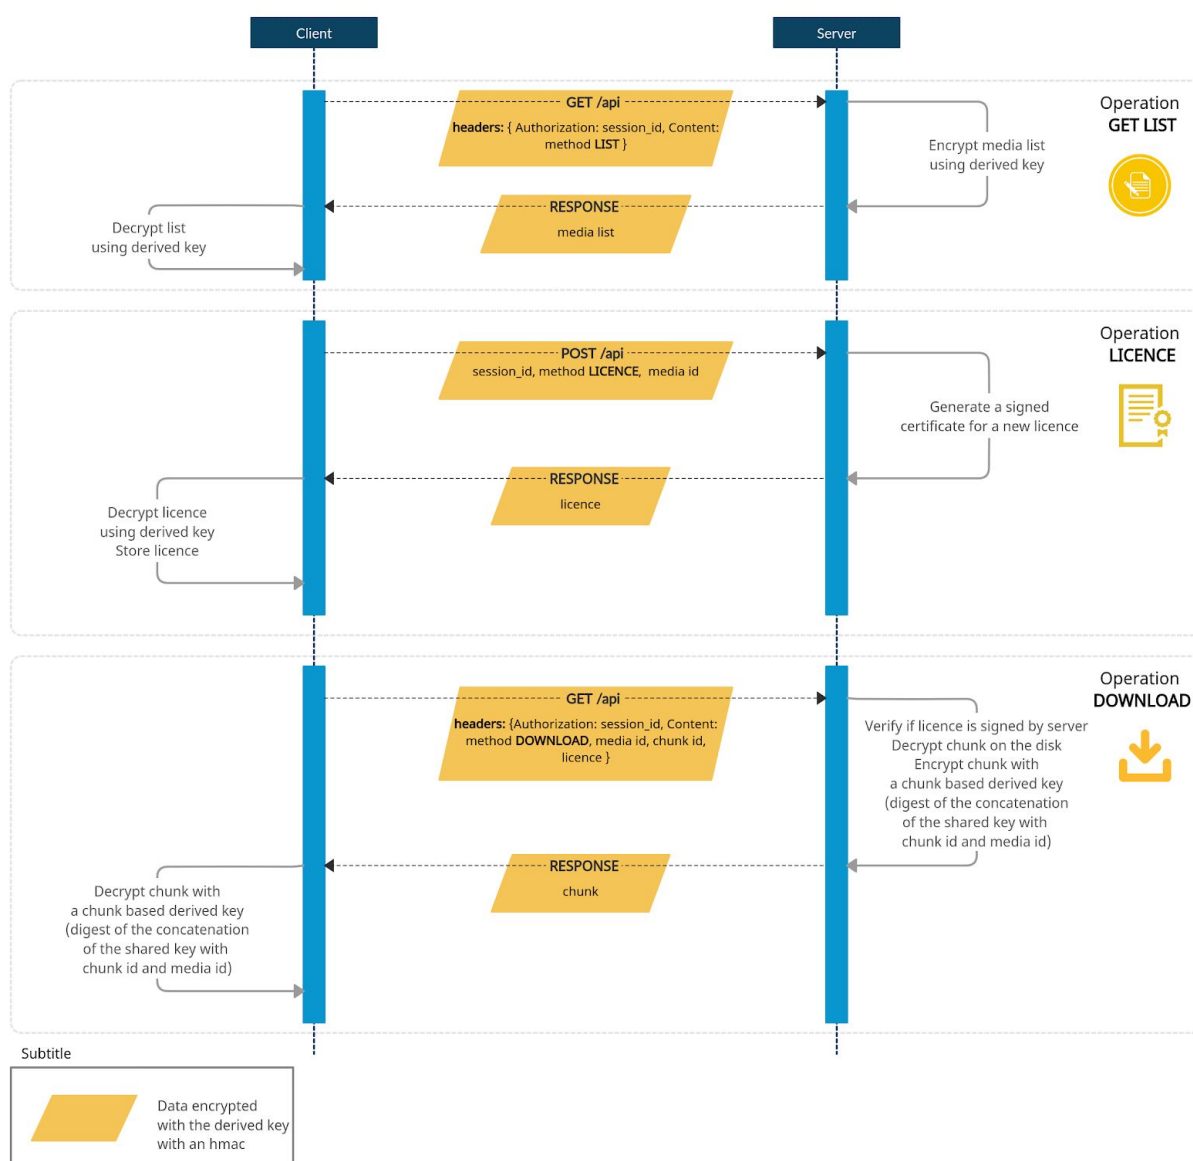 Client
Server
GET /api
headers: { Authorization: session_id, Content:
method LIST }
Encrypt media list
using derived key
Operation
GET LIST
RESPONSE
media list
Decrypt list
using derived key
POST /api
session_id, method LICENCE, media id
Generate a signed
certificate for a new licence
Operation
LICENCE
RESPONSE
licence
Decrypt licence
using derived key
Store licence
GET /api
headers: {Authorization: session_id, Content:
method DOWNLOAD, media id, chunk id,
licence }
Verify if licence is signed by server
Decrypt chunk on the disk
Encrypt chunk with
a chunk based derived key
(digest of the concatenation
of the shared key with
chunk id and media id)
Operation
DOWNLOAD
RESPONSE
chunk
Decrypt chunk with
a chunk based derived key
(digest of the concatenation
of the shared key with
chunk id and media id)
Subtitle
Data encrypted
with the derived key
with an hmac